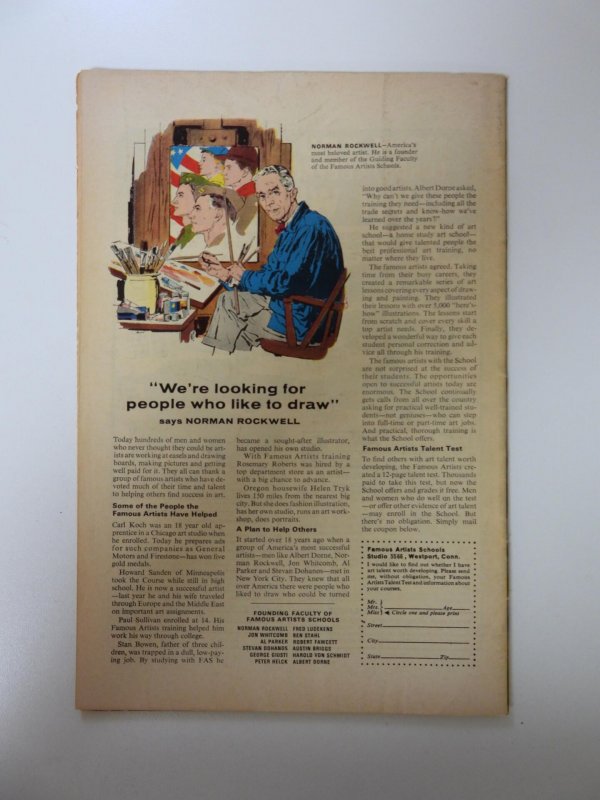 NORMAN ROCKWELL—America's
most beloved artist. He is a founder
and member of the Guiding Faculty
of the Famous Artists Schools.
"We're looking for
people who like to draw"
says NORMAN ROCKWELL
Today hundreds of men and women
who never thought they could be art-
ists are working at easels and drawing
boards, making pictures and getting
well paid for it. They all can thank a
group of famous artists who have de-
voted much of their time and talent
to helping others find success in art.
Some of the People the
Famous Artists Have Helped
Carl Koch was an 18 year old ap-
prentice in a Chicago art studio when
he enrolled. Today he prepares ads
for such companies as General
Motors and Firestone—has won five
gold medals.
Howard Sanden of Minneapolis
took the Course while still in high
school. He is now a successful artist
—last year he and his wife traveled
through Europe and the Middle East
on important art assignments.
Paul Sullivan enrolled at 14. His
Famous Artists training helped him
work his way through college.
Stan Bowen, father of three chil-
dren, was trapped in a dull, low-pay-
ing job. By studying with FAS he
became a sought-after illustrator,
has opened his own studio.
With Famous Artists training
Rosemary Roberts was hired by a
top department store as an artist—
with a big chance to advance.
Oregon housewife Helen Tryk
lives 150 miles from the nearest big
city. But she does fashion illustration,
has her own studio, runs an art work-
shop, does portraits.
A Plan to Help Others
It started over 18 years ago when a
group of America's most successful
artists—men like Albert Dorne, Nor-
man Rockwell, Jon Whitcomb, Al
Parker and Stevan Dohanos—met in
New York City. They knew that all
over America there were people who
liked to draw who could be turned
FOUNDING FACULTY OF
FAMOUS ARTISTS SCHOOLS
NORMAN ROCKWELL FRED LUDEKENS
JON WHITCOMB BEN STAHL
AL PARKER ROBERT FAWCETT
STEVAN DOHANOS AUSTIN BRIGGS
GEORGE GIUSTI HAROLD VON SCHMIDT
PETER HELCK ALBERT DORNE
into good artists. Albert Dorne asked,
"Why can't we give these people the
training they need—including all the
trade secrets and know-how we've
learned over the years?"
He suggested a new kind of art
school—a home study art school—
that would give talented people the
best professional art training, no
matter where they live.
The famous artists agreed. Taking
time from their busy careers, they
created a remarkable series of art
lessons covering every aspect of draw-
ing and painting. They illustrated
their lessons with over 5,000 "here's-
how" illustrations. The lessons start
from scratch and cover every skill a
top artist needs. Finally, they de-
veloped a wonderful way to give each
student personal correction and ad-
vice all through his training.
The famous artists with the School
are not surprised at the success of
their students. The opportunities
open to successful artists today are
enormous. The School continually
gets calls from all over the country
asking for practical well-trained stu-
dents—not geniuses—who can step
into full-time or part-time art jobs.
And practical, thorough training is
what the School offers.
Famous Artists Talent Test
To find others with art talent worth
developing, the Famous Artists cre-
ated a 12-page talent test. Thousands
paid to take this test, but now the
School offers and grades it free. Men
and women who do well on the test
—or offer other evidence of art talent
—may enroll in the School. But
there's no obligation. Simply mail
the coupon below.
Famous Artists Schools
Studio 3566, Westport, Conn.
I would like to find out whether I have
art talent worth developing. Please send
me, without obligation, your Famous
Artists Talent Test and information about
your courses.
Mr.
Mrs. Age
Miss Circle one and please print
Street
City
State Zip